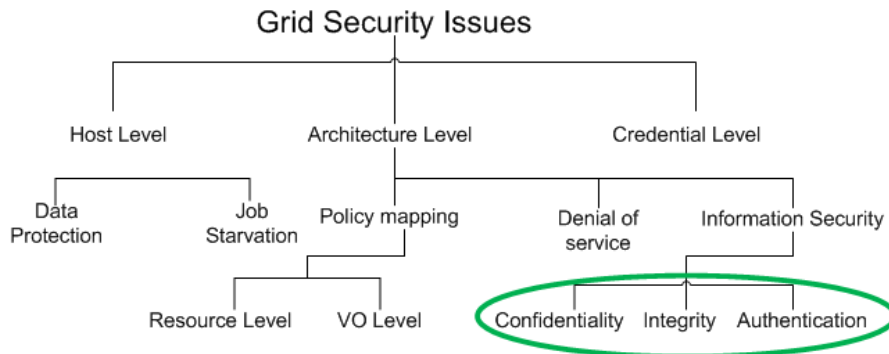 Grid Security Issues
Host Level
Architecture Level
Credential Level
Data
Protection
Job
Starvation
Policy mapping
Denial of
service
Information Security
Resource Level
VO Level
Confidentiality
Integrity
Authentication